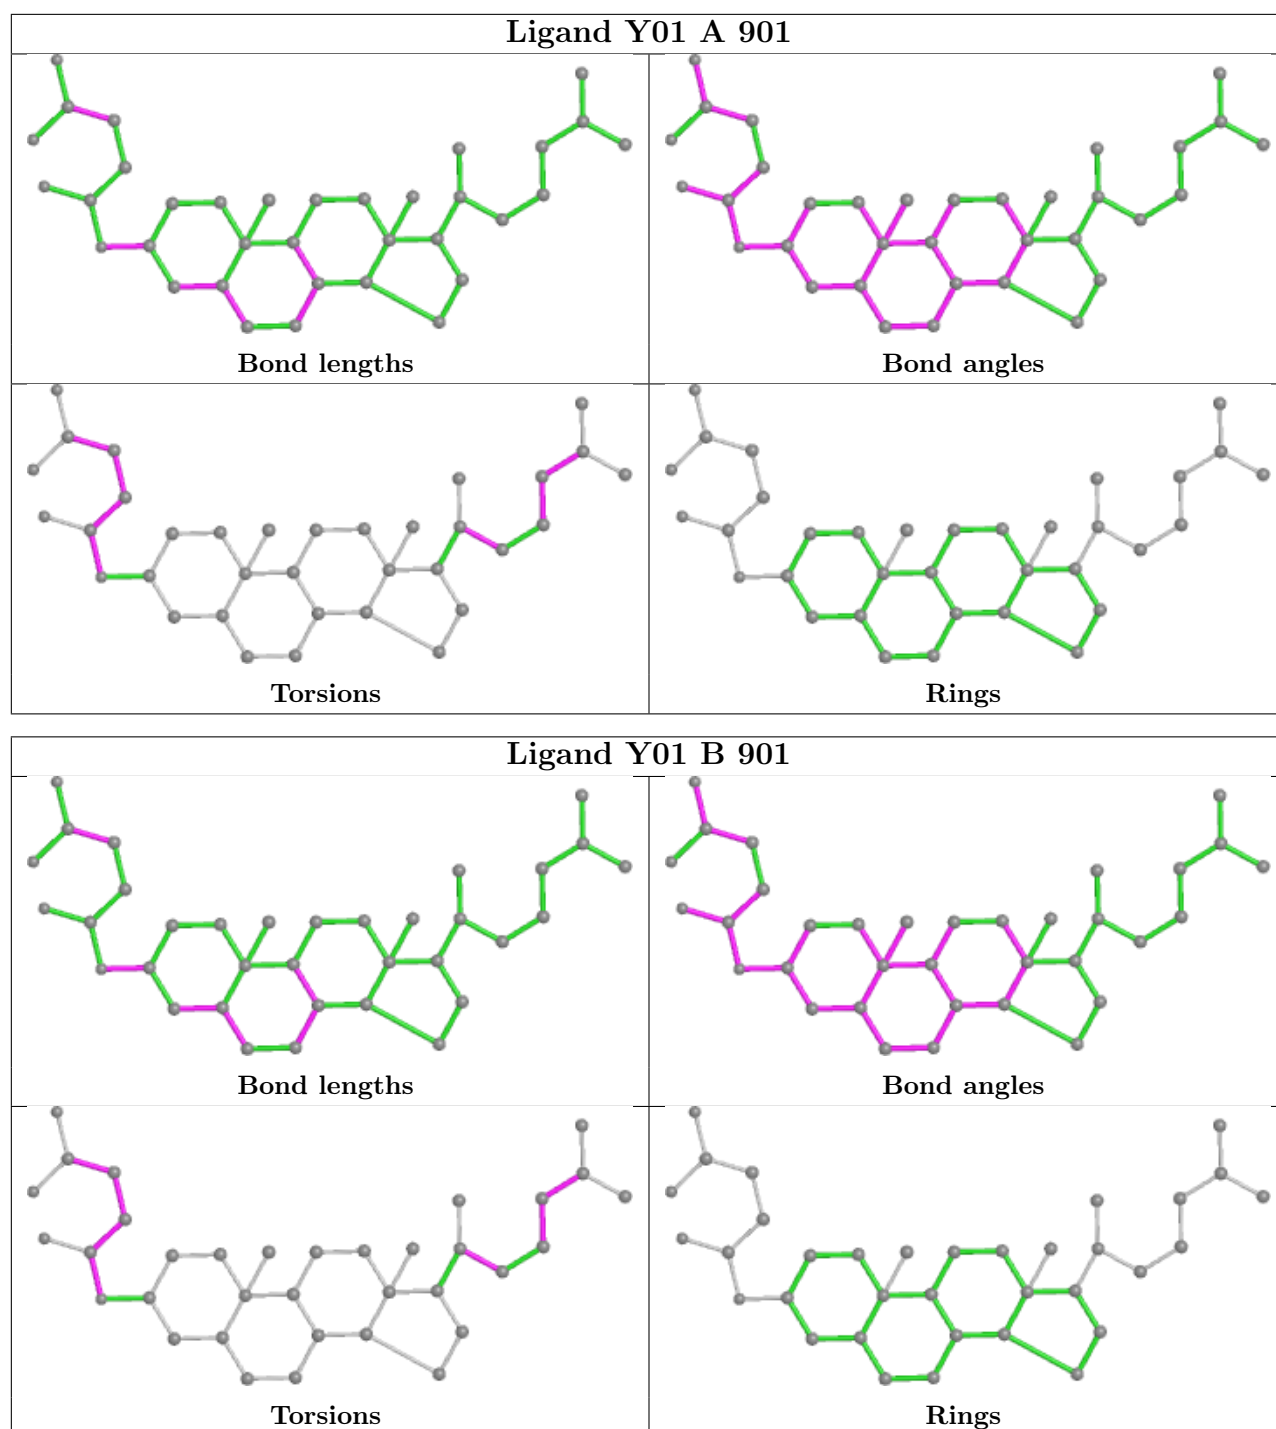 Ligand Y01 A 901
Bond lengths
Bond angles
Torsions
Rings
Ligand Y01 B 901
Bond lengths
Bond angles
Torsions
Rings